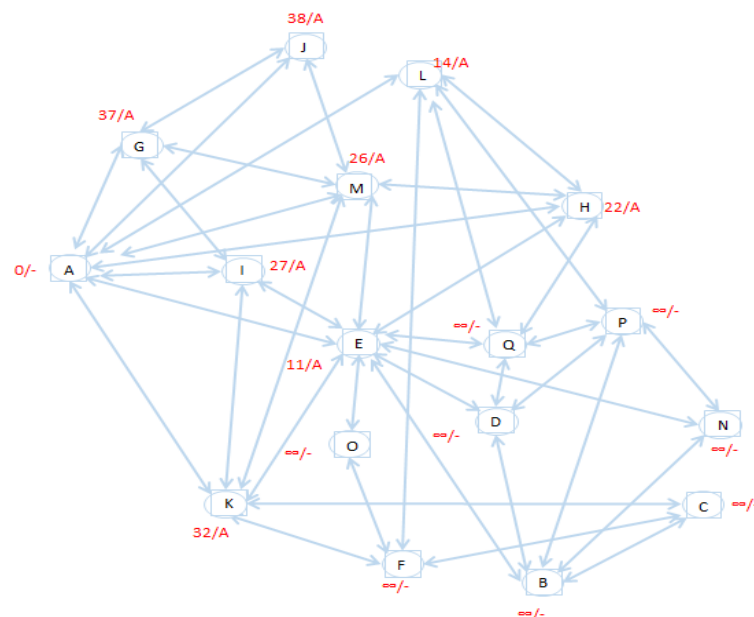 38/A
J
14/A
L
37/A
G
26/A
M
H
22/A
0/-
A
I
27/A
∞/-
P
∞/-
E
Q
11/A
∞/-
O
∞/-
D
N
∞/-
K
C
∞/-
32/A
F
∞/-
B
∞/-